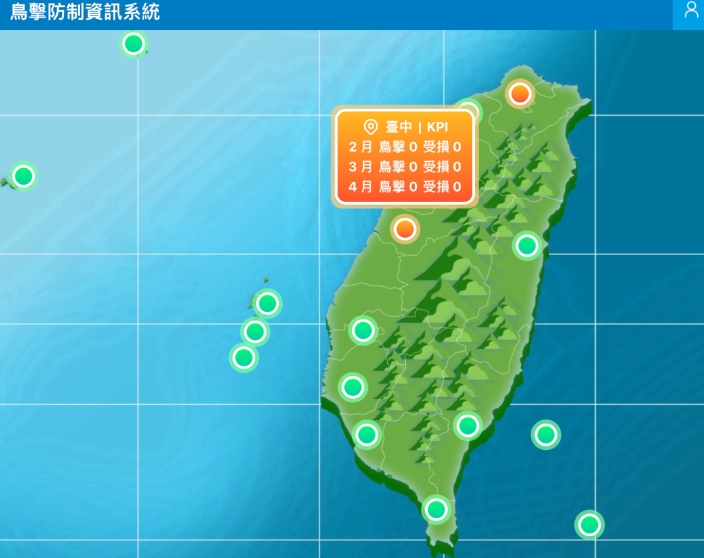 鳥擊防制資訊系統
臺中 | KPI
2 月 鳥擊 0 受損 0
3 月 鳥擊 0 受損 0
4 月 鳥擊 0 受損 0